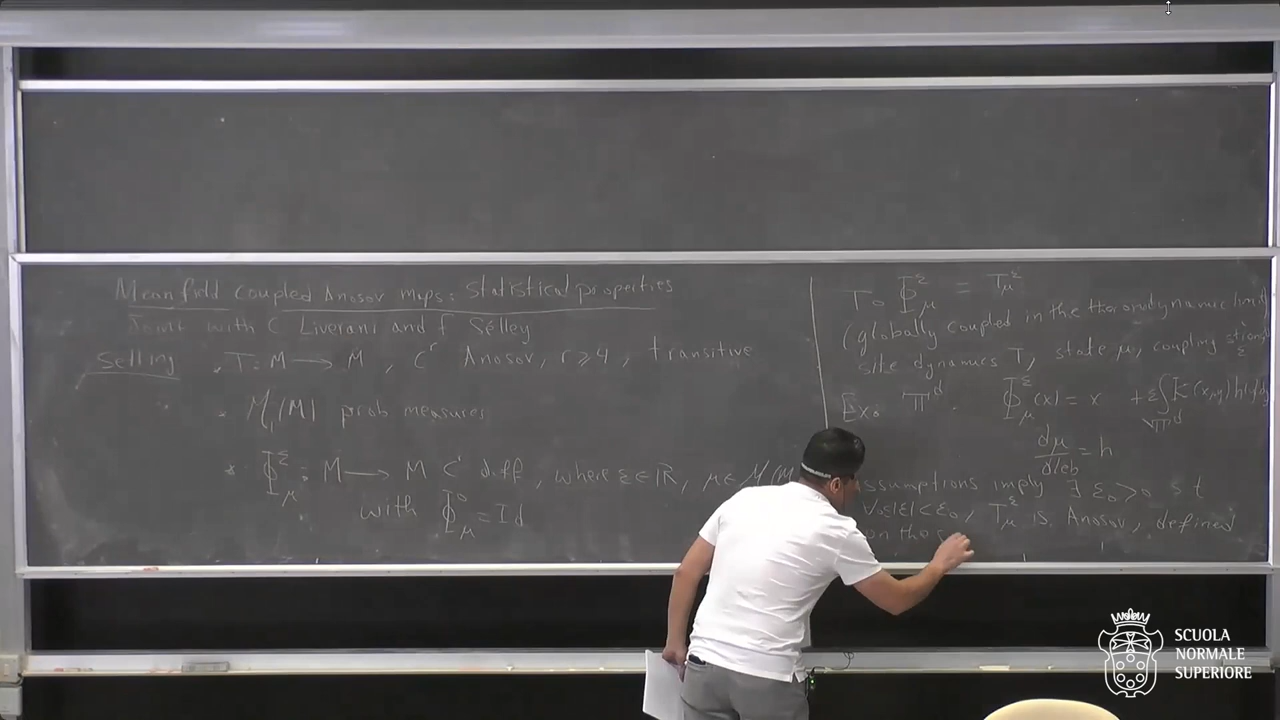 Mean field coupled Anosov maps: Statistical properties
Joint with C Liverani and F Sélley
Setting . T: M → M , C^r Anosov, r ≥ 4 , transitive
• M_1(M) prob measures
• Φ^ε_μ : M → M C^r diff , where ε ∈ ℝ, μ ∈ M_1(M
with Φ^0_μ = Id
T∘Φ^ε_μ = T^ε_μ
(globally coupled in the thermodynamic limit
site dynamics T, state μ, coupling ε
Ex: 𝕋^d . Φ^ε_μ(x) = x + ε∫_{𝕋^d} K(x,y) h(y)dy
dμ/dleb = h
ssumptions imply ∃ ε_0 > 0 s t
∀ 0≤|ε| < ε_0, T^ε_μ is Anosov, defined
on the s
SCUOLA
NORMALE
SUPERIORE